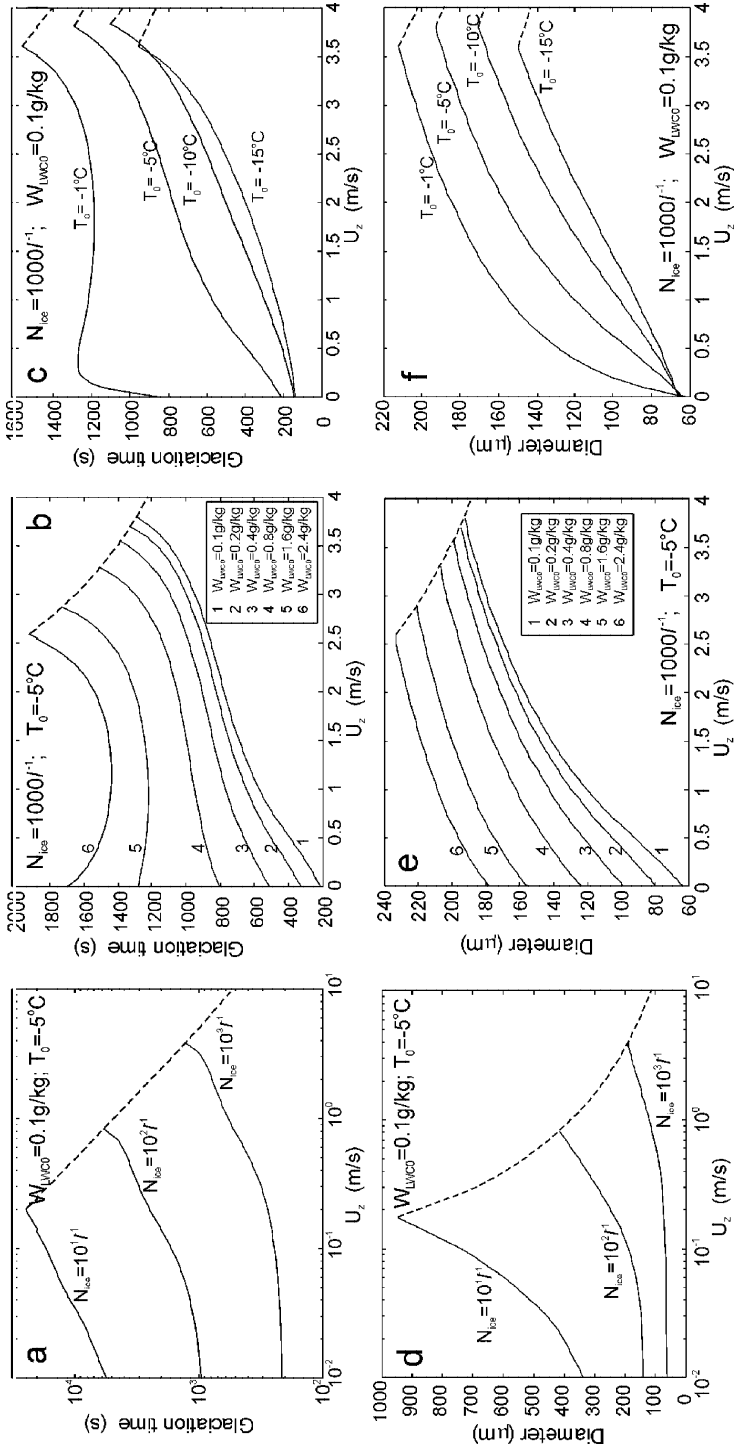 a
W_LWC0=0.1g/kg; T_0=-5°C
N_ice=10^1 l^-1
N_ice=10^2 l^-1
N_ice=10^3 l^-1
Glaciation time (s)
10^4
10^3
10^2
10^-2
10^-1
10^0
10^1
U_z (m/s)
b
N_ice=1000l^-1; T_0=-5°C
Glaciation time (s)
2000
1800
1600
1400
1200
1000
800
600
400
200
0 0.5 1 1.5 2 2.5 3 3.5 4
U_z (m/s)
6
5
4
3
2
1
1 W_LWC0=0.1g/kg
2 W_LWC0=0.2g/kg
3 W_LWC0=0.4g/kg
4 W_LWC0=0.8g/kg
5 W_LWC0=1.6g/kg
6 W_LWC0=2.4g/kg
c
N_ice=1000l^-1; W_LWC0=0.1g/kg
Glaciation time (s)
1600
1400
1200
1000
800
600
400
200
0
0 0.5 1 1.5 2 2.5 3 3.5 4
U_z (m/s)
T_0= -1°C
T_0= -5°C
T_0= -10°C
T_0= -15°C
d
W_LWC0=0.1g/kg; T_0=-5°C
N_ice=10^1 l^-1
N_ice=10^2 l^-1
N_ice=10^3 l^-1
Diameter (μm)
1000
900
800
700
600
500
400
300
200
100
0
10^-2
10^-1
10^0
10^1
U_z (m/s)
e
Diameter (μm)
240
220
200
180
160
140
120
100
80
60
0 0.5 1 1.5 2 2.5 3 3.5 4
U_z (m/s)
6
5
4
3
2
1
1 W_LWC0=0.1g/kg
2 W_LWC0=0.2g/kg
3 W_LWC0=0.4g/kg
4 W_LWC0=0.8g/kg
5 W_LWC0=1.6g/kg
6 W_LWC0=2.4g/kg
N_ice=1000l^-1; T_0=-5°C
f
Diameter (μm)
220
200
180
160
140
120
100
80
60
0 0.5 1 1.5 2 2.5 3 3.5 4
U_z (m/s)
T_0= -1°C
T_0= -5°C
T_0= -10°C
T_0= -15°C
N_ice=1000l^-1; W_LWC0=0.1g/kg